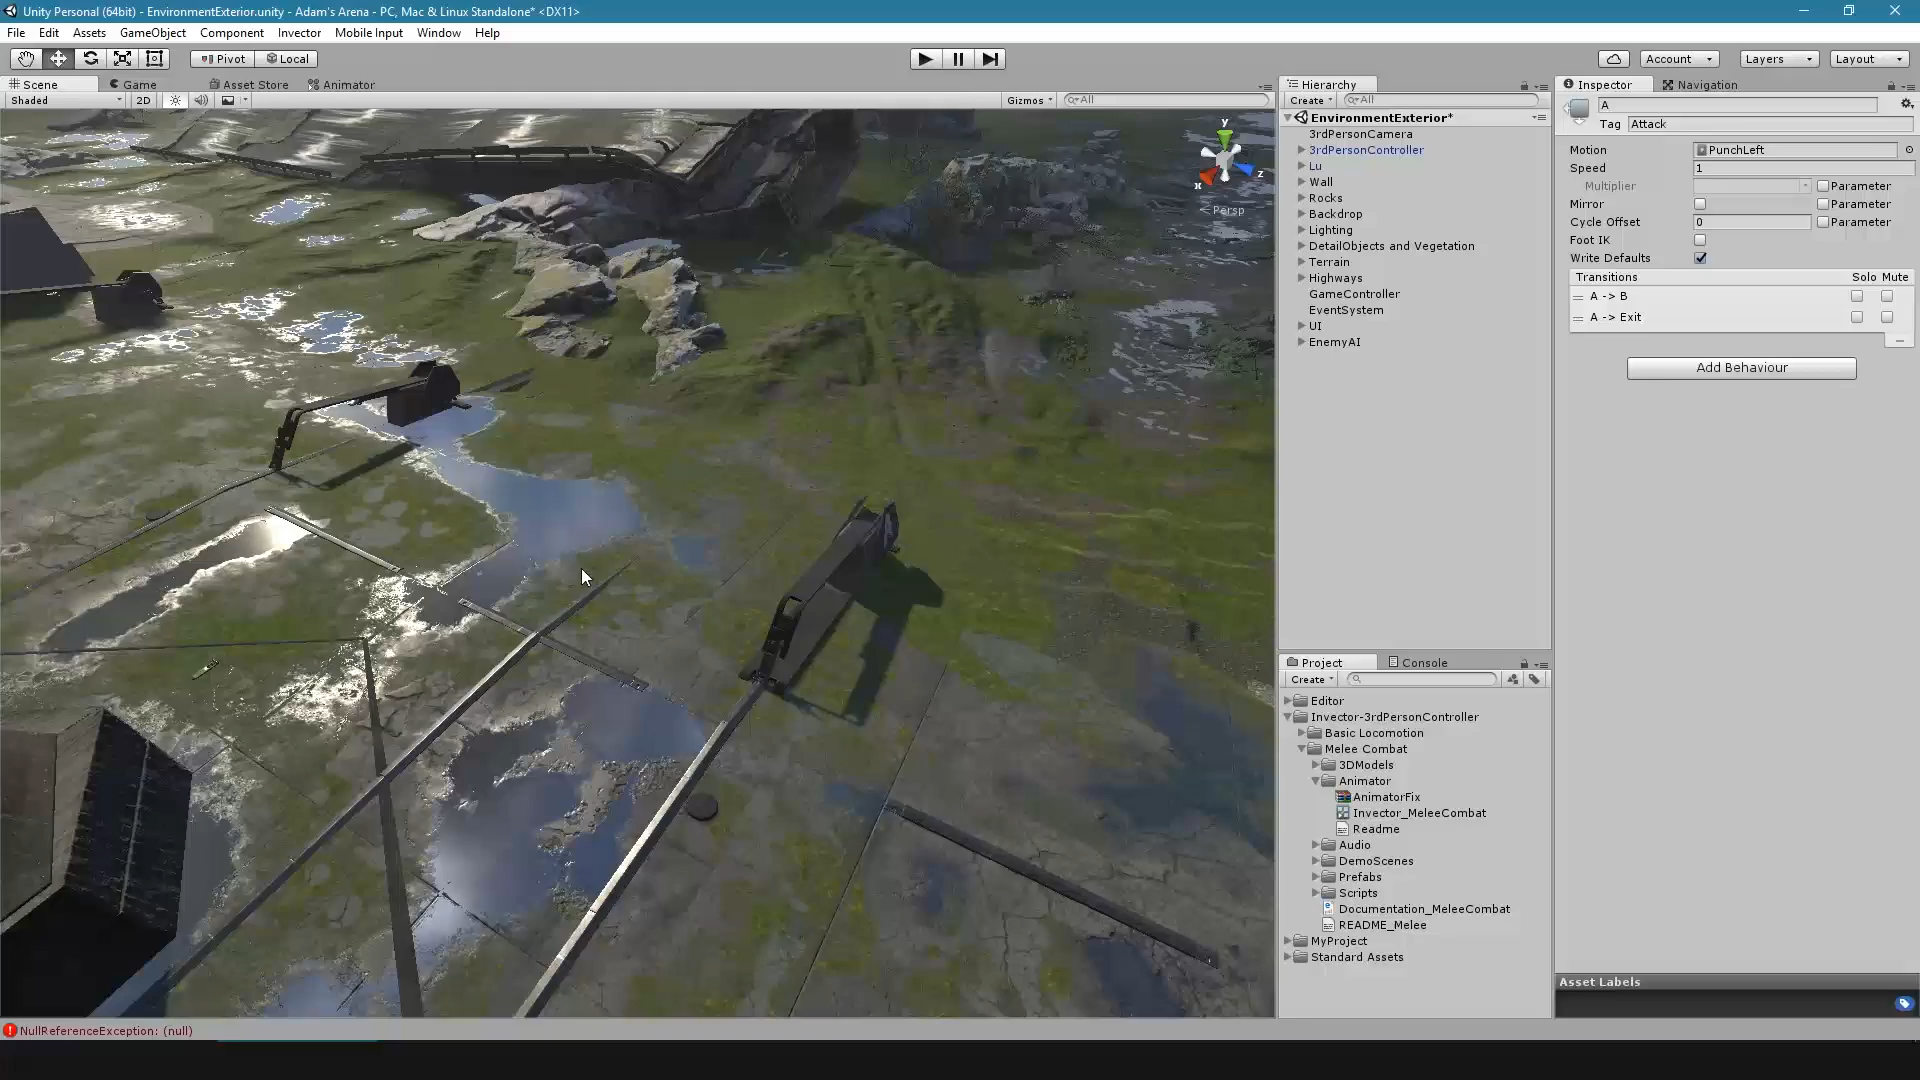 Unity Personal (64bit) - EnvironmentExterior.unity - Adam's Arena - PC, Mac & Linux Standalone* <DX11>
File Edit Assets GameObject Component Invector Mobile Input Window Help
Pivot Local Account Layers Layout
Scene Game Asset Store Animator
Shaded 2D Gizmos All
y
x
z
Persp
Hierarchy
Create All
EnvironmentExterior*
3rdPersonCamera
3rdPersonController
Lu
Wall
Rocks
Backdrop
Lighting
DetailObjects and Vegetation
Terrain
Highways
GameController
EventSystem
UI
EnemyAI
Project Console
Create
Editor
Invector-3rdPersonController
Basic Locomotion
Melee Combat
3DModels
Animator
AnimatorFix
Invector_MeleeCombat
Readme
Audio
DemoScenes
Prefabs
Scripts
Documentation_MeleeCombat
README_Melee
MyProject
Standard Assets
Inspector Navigation
A
Tag Attack
Motion PunchLeft
Speed 1
Multiplier Parameter
Mirror Parameter
Cycle Offset 0 Parameter
Foot IK
Write Defaults
Transitions Solo Mute
A -> B
A -> Exit
Add Behaviour
Asset Labels
NullReferenceException: (null)